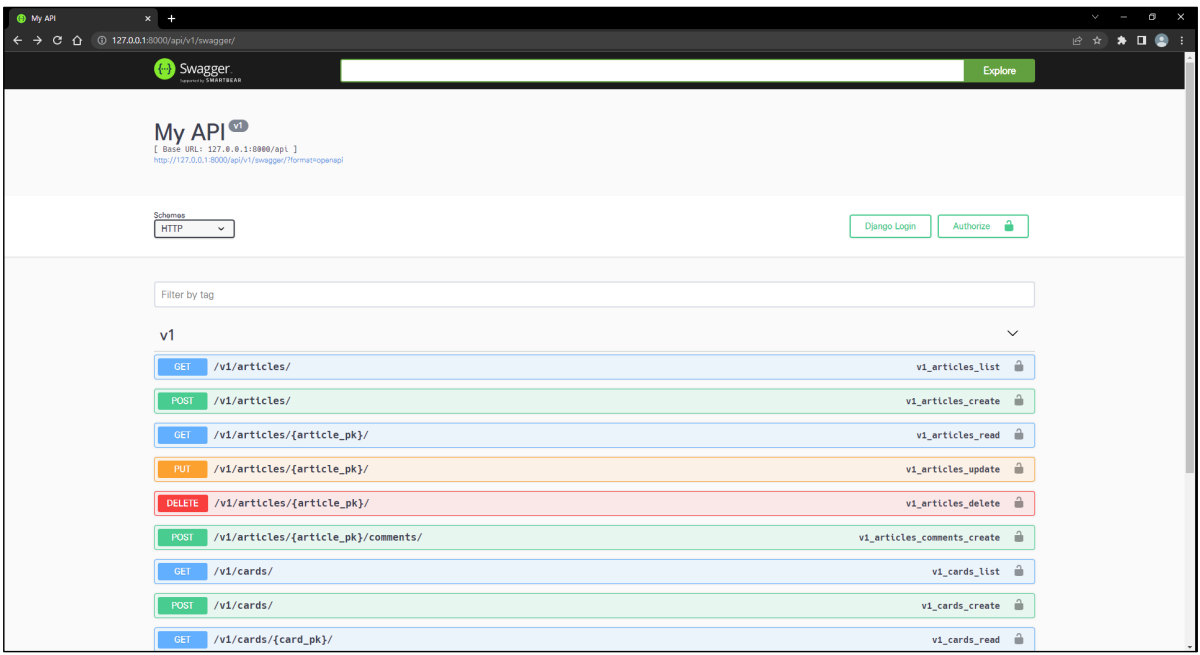 My API
127.0.0.1:8000/api/v1/swagger/
Swagger.
Supported by SMARTBEAR
Explore
My API v1
[ Base URL: 127.0.0.1:8000/api ]
http://127.0.0.1:8000/api/v1/swagger/?format=openapi
Schemes
HTTP
Django Login
Authorize
Filter by tag
v1
GET /v1/articles/ v1_articles_list
POST /v1/articles/ v1_articles_create
GET /v1/articles/{article_pk}/ v1_articles_read
PUT /v1/articles/{article_pk}/ v1_articles_update
DELETE /v1/articles/{article_pk}/ v1_articles_delete
POST /v1/articles/{article_pk}/comments/ v1_articles_comments_create
GET /v1/cards/ v1_cards_list
POST /v1/cards/ v1_cards_create
GET /v1/cards/{card_pk}/ v1_cards_read